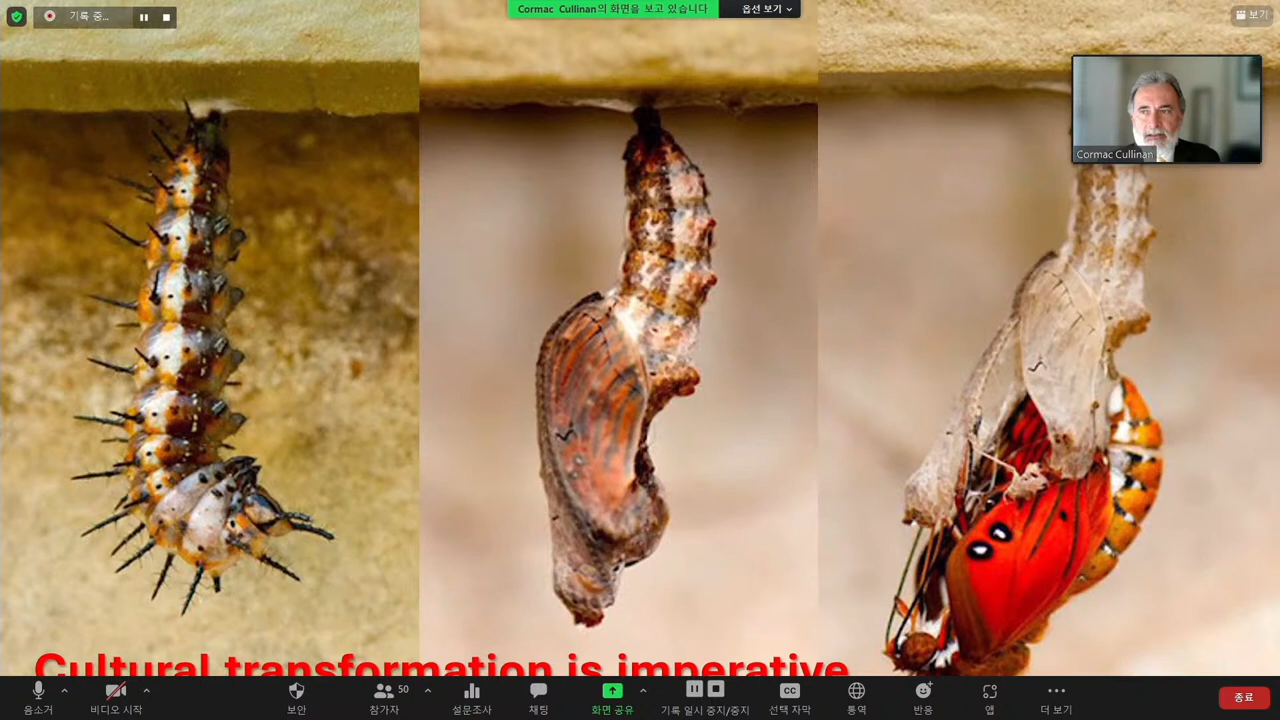 기록 중...
Cormac Cullinan의 화면을 보고 있습니다
옵션 보기
보기
Cormac Cullinan
Cultural transformation is imperative
음소거
비디오 시작
보안
참가자
50
설문조사
채팅
화면 공유
기록 일시 중지/중지
CC
선택 자막
통역
반응
앱
더 보기
종료